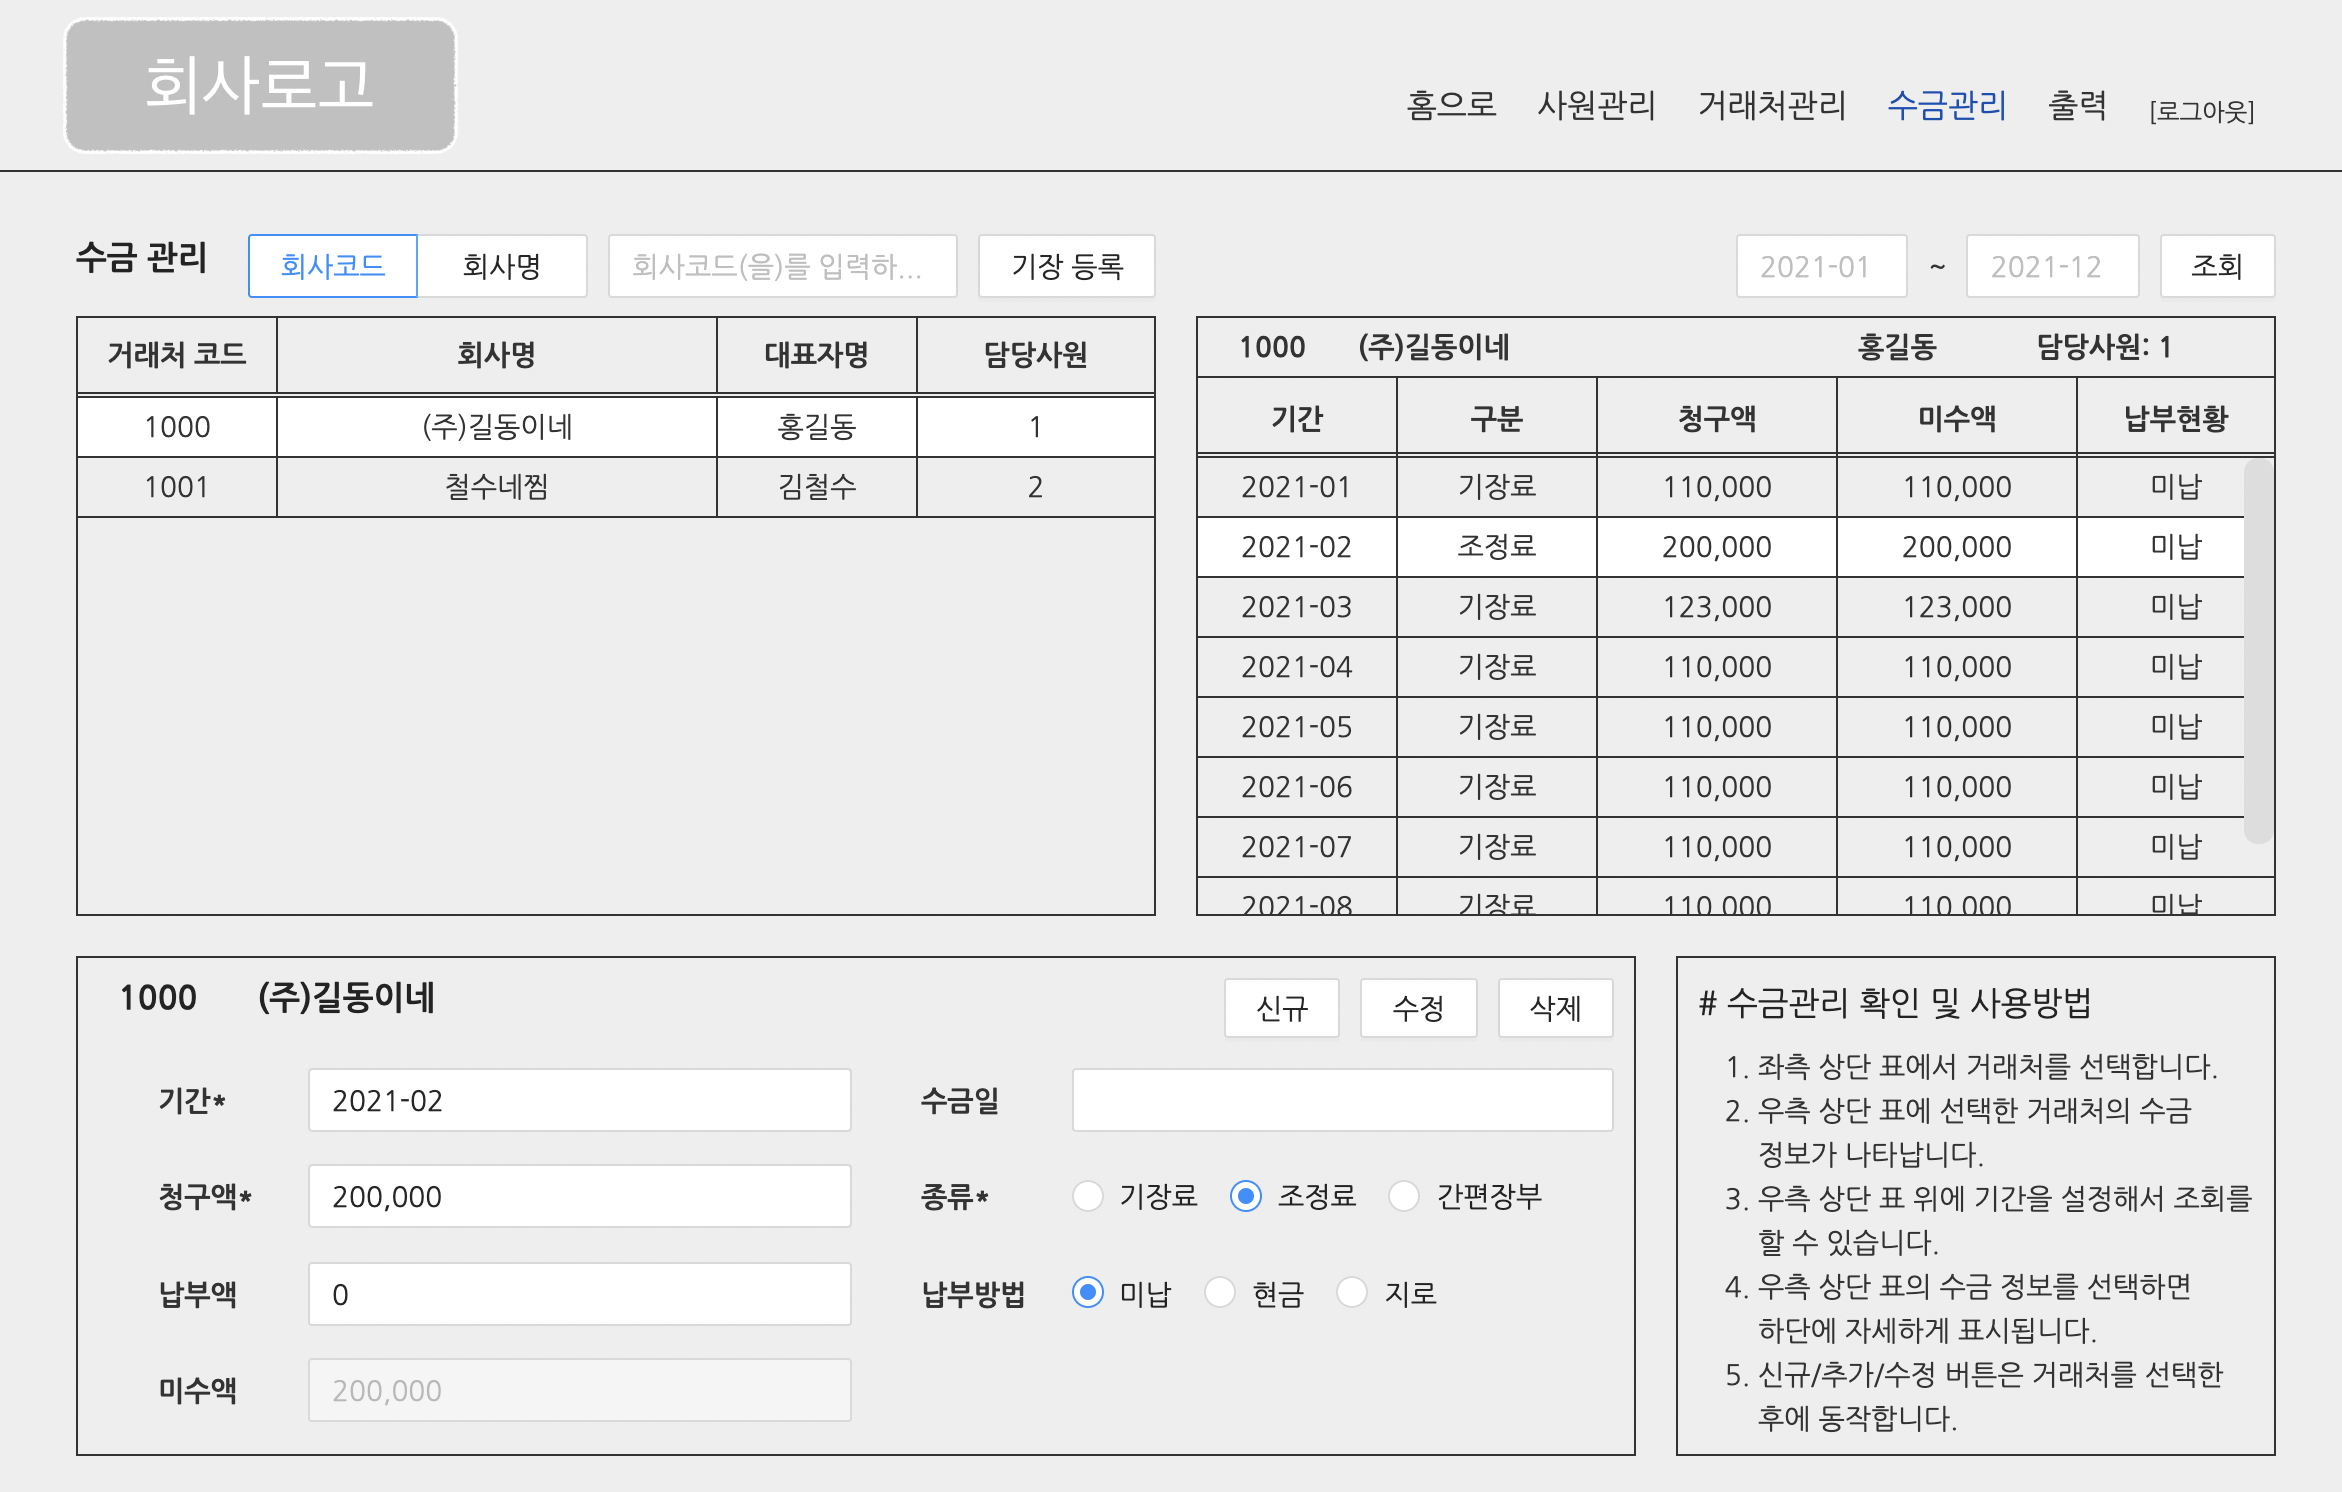 회사로고
홈으로 사원관리 거래처관리 수금관리 출력 [로그아웃]
수금 관리 회사코드 회사명 회사코드(을)를 입력하... 기장 등록
2021-01 ~ 2021-12 조회
거래처 코드 회사명 대표자명 담당사원
1000 (주)길동이네 홍길동 1
1001 철수네찜 김철수 2
1000 (주)길동이네 홍길동 담당사원: 1
기간 구분 청구액 미수액 납부현황
2021-01 기장료 110,000 110,000 미납
2021-02 조정료 200,000 200,000 미납
2021-03 기장료 123,000 123,000 미납
2021-04 기장료 110,000 110,000 미납
2021-05 기장료 110,000 110,000 미납
2021-06 기장료 110,000 110,000 미납
2021-07 기장료 110,000 110,000 미납
2021-08 기장료 110,000 110,000 미납
1000 (주)길동이네 신규 수정 삭제
기간* 2021-02 수금일
청구액* 200,000 종류* 기장료 조정료 간편장부
납부액 0 납부방법 미납 현금 지로
미수액 200,000
# 수금관리 확인 및 사용방법
1. 좌측 상단 표에서 거래처를 선택합니다.
2. 우측 상단 표에 선택한 거래처의 수금
정보가 나타납니다.
3. 우측 상단 표 위에 기간을 설정해서 조회를
할 수 있습니다.
4. 우측 상단 표의 수금 정보를 선택하면
하단에 자세하게 표시됩니다.
5. 신규/추가/수정 버튼은 거래처를 선택한
후에 동작합니다.